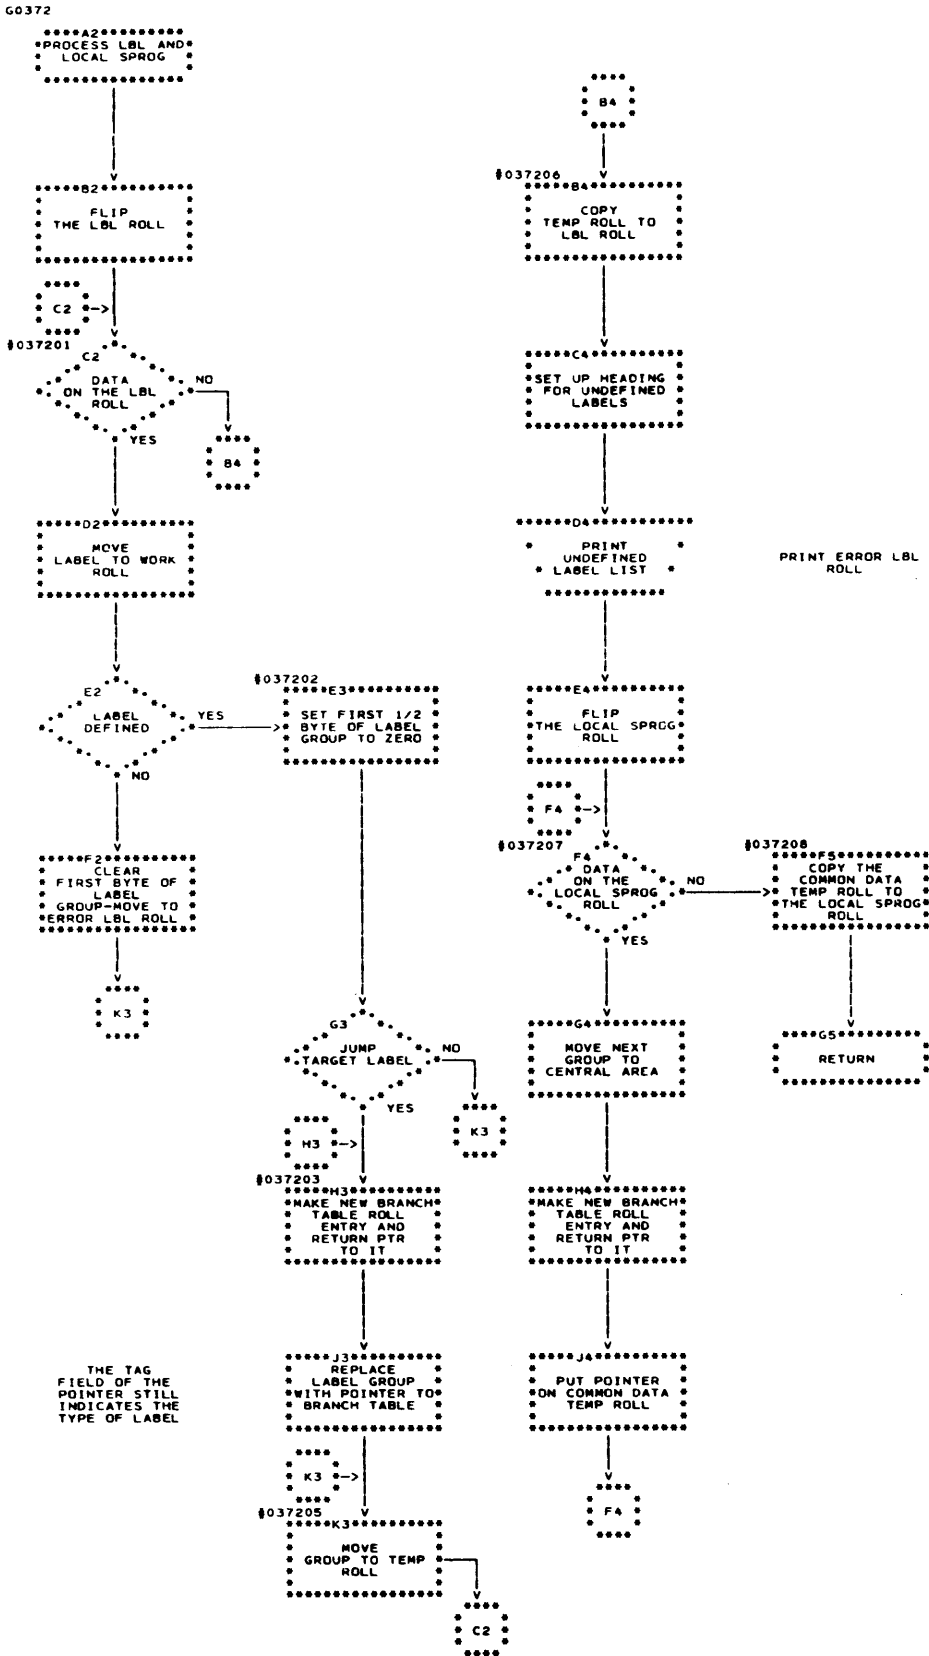 G0372
A2
PROCESS LBL AND
LOCAL SPROG
B2
FLIP
THE LBL ROLL
C2
#037201
C2
DATA
ON THE LBL
ROLL
NO
YES
B4
D2
MOVE
LABEL TO WORK
ROLL
E2
LABEL
DEFINED
YES
NO
F2
CLEAR
FIRST BYTE OF
LABEL
GROUP-MOVE TO
ERROR LBL ROLL
K3
#037202
E3
SET FIRST 1/2
BYTE OF LABEL
GROUP TO ZERO
G3
JUMP
TARGET LABEL
NO
YES
K3
H3
#037203
H3
MAKE NEW BRANCH
TABLE ROLL
ENTRY AND
RETURN PTR
TO IT
J3
REPLACE
LABEL GROUP
WITH POINTER TO
BRANCH TABLE
THE TAG
FIELD OF THE
POINTER STILL
INDICATES THE
TYPE OF LABEL
K3
#037205
K3
MOVE
GROUP TO TEMP
ROLL
C2
B4
#037206
B4
COPY
TEMP ROLL TO
LBL ROLL
C4
SET UP HEADING
FOR UNDEFINED
LABELS
D4
PRINT
UNDEFINED
LABEL LIST
PRINT ERROR LBL
ROLL
E4
FLIP
THE LOCAL SPROG
ROLL
F4
#037207
F4
DATA
ON THE
LOCAL SPROG
ROLL
NO
YES
#037208
F5
COPY THE
COMMON DATA
TEMP ROLL TO
THE LOCAL SPROG
ROLL
G5
RETURN
G4
MOVE NEXT
GROUP TO
CENTRAL AREA
H4
MAKE NEW BRANCH
TABLE ROLL
ENTRY AND
RETURN PTR
TO IT
J4
PUT POINTER
ON COMMON DATA
TEMP ROLL
F4